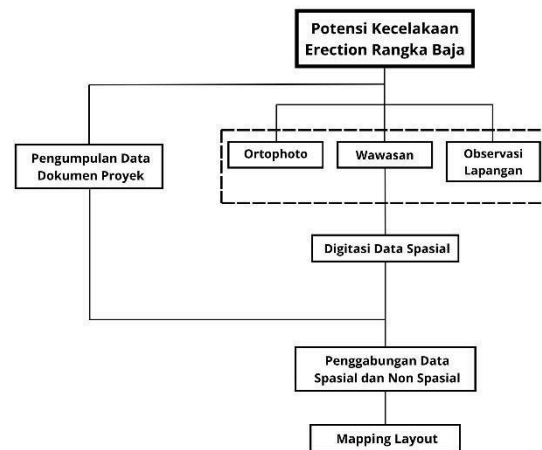 Potensi Kecelakaan
Erection Rangka Baja
Pengumpulan Data
Dokumen Proyek
Ortophoto
Wawasan
Observasi
Lapangan
Digitasi Data Spasial
Penggabungan Data
Spasial dan Non Spasial
Mapping Layout